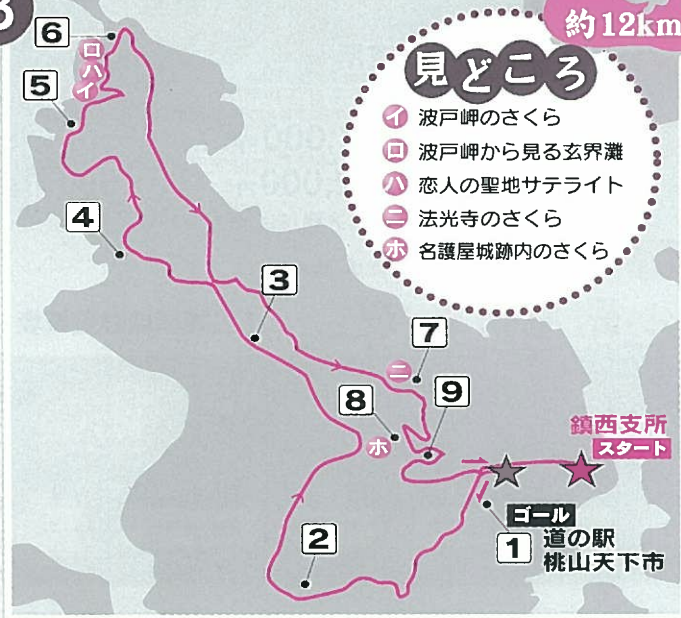 3
約12km
見どころ
イ 波戸岬のさくら
ロ 波戸岬から見る玄界灘
ハ 恋人の聖地サテライト
ニ 法光寺のさくら
ホ 名護屋城跡内のさくら
6
ロ
ハ
イ
5
4
3
7
ニ
8
9
ホ
鎮西支所
スタート
ゴール
1 道の駅
桃山天下市
2